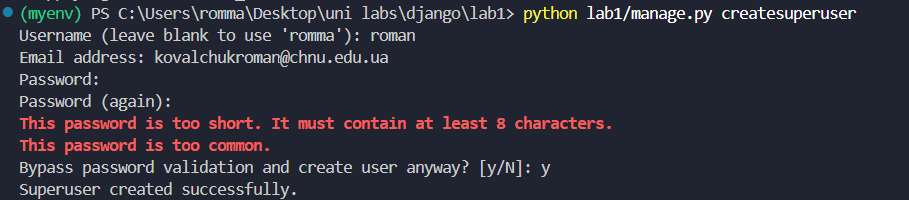 (myenv) PS C:\Users\romma\Desktop\uni labs\django\lab1> python lab1/manage.py createsuperuser
Username (leave blank to use 'romma'): roman
Email address: kovalchukroman@chnu.edu.ua
Password:
Password (again):
This password is too short. It must contain at least 8 characters.
This password is too common.
Bypass password validation and create user anyway? [y/N]: y
Superuser created successfully.